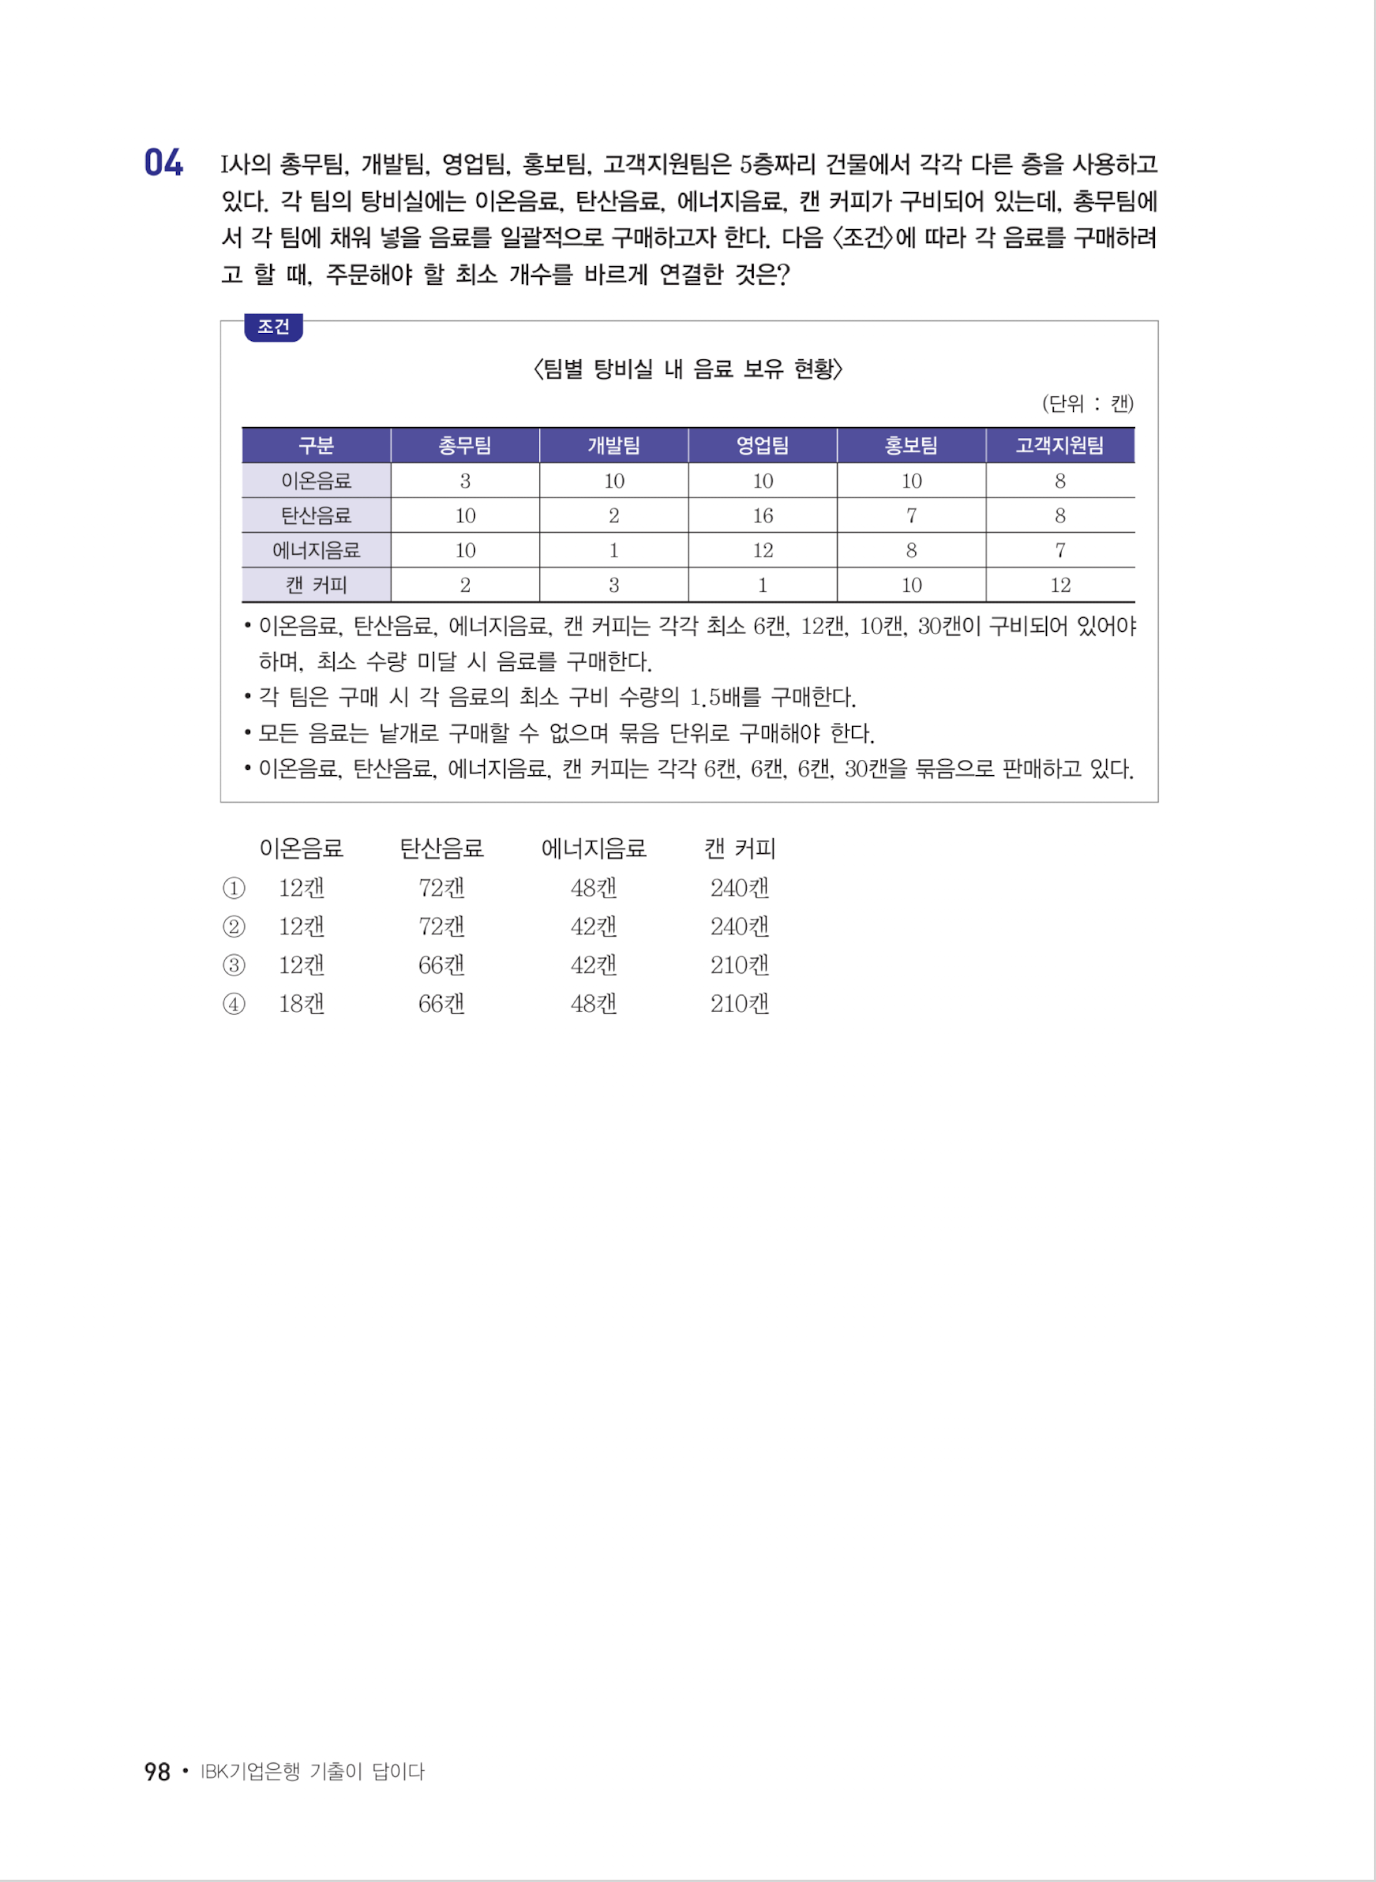 04 I사의 총무팀, 개발팀, 영업팀, 홍보팀, 고객지원팀은 5층짜리 건물에서 각각 다른 층을 사용하고
있다. 각 팀의 탕비실에는 이온음료, 탄산음료, 에너지음료, 캔 커피가 구비되어 있는데, 총무팀에
서 각 팀에 채워 넣을 음료를 일괄적으로 구매하고자 한다. 다음 〈조건〉에 따라 각 음료를 구매하려
고 할 때, 주문해야 할 최소 개수를 바르게 연결한 것은?
조건
〈팀별 탕비실 내 음료 보유 현황〉
(단위 : 캔)
구분 총무팀 개발팀 영업팀 홍보팀 고객지원팀
이온음료 3 10 10 10 8
탄산음료 10 2 16 7 8
에너지음료 10 1 12 8 7
캔 커피 2 3 1 10 12
• 이온음료, 탄산음료, 에너지음료, 캔 커피는 각각 최소 6캔, 12캔, 10캔, 30캔이 구비되어 있어야
하며, 최소 수량 미달 시 음료를 구매한다.
• 각 팀은 구매 시 각 음료의 최소 구비 수량의 1.5배를 구매한다.
• 모든 음료는 낱개로 구매할 수 없으며 묶음 단위로 구매해야 한다.
• 이온음료, 탄산음료, 에너지음료, 캔 커피는 각각 6캔, 6캔, 6캔, 30캔을 묶음으로 판매하고 있다.
이온음료 탄산음료 에너지음료 캔 커피
① 12캔 72캔 48캔 240캔
② 12캔 72캔 42캔 240캔
③ 12캔 66캔 42캔 210캔
④ 18캔 66캔 48캔 210캔
98 • IBK기업은행 기출이 답이다